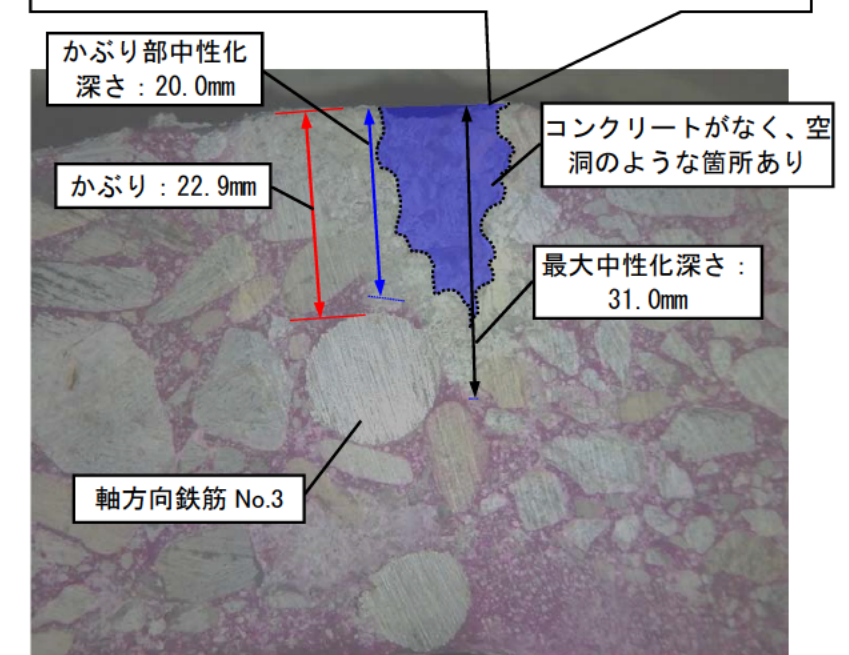 かぶり部中性化
深さ：20.0mm
コンクリートがなく、空
洞のような箇所あり
かぶり：22.9mm
最大中性化深さ：
31.0mm
軸方向鉄筋 No.3